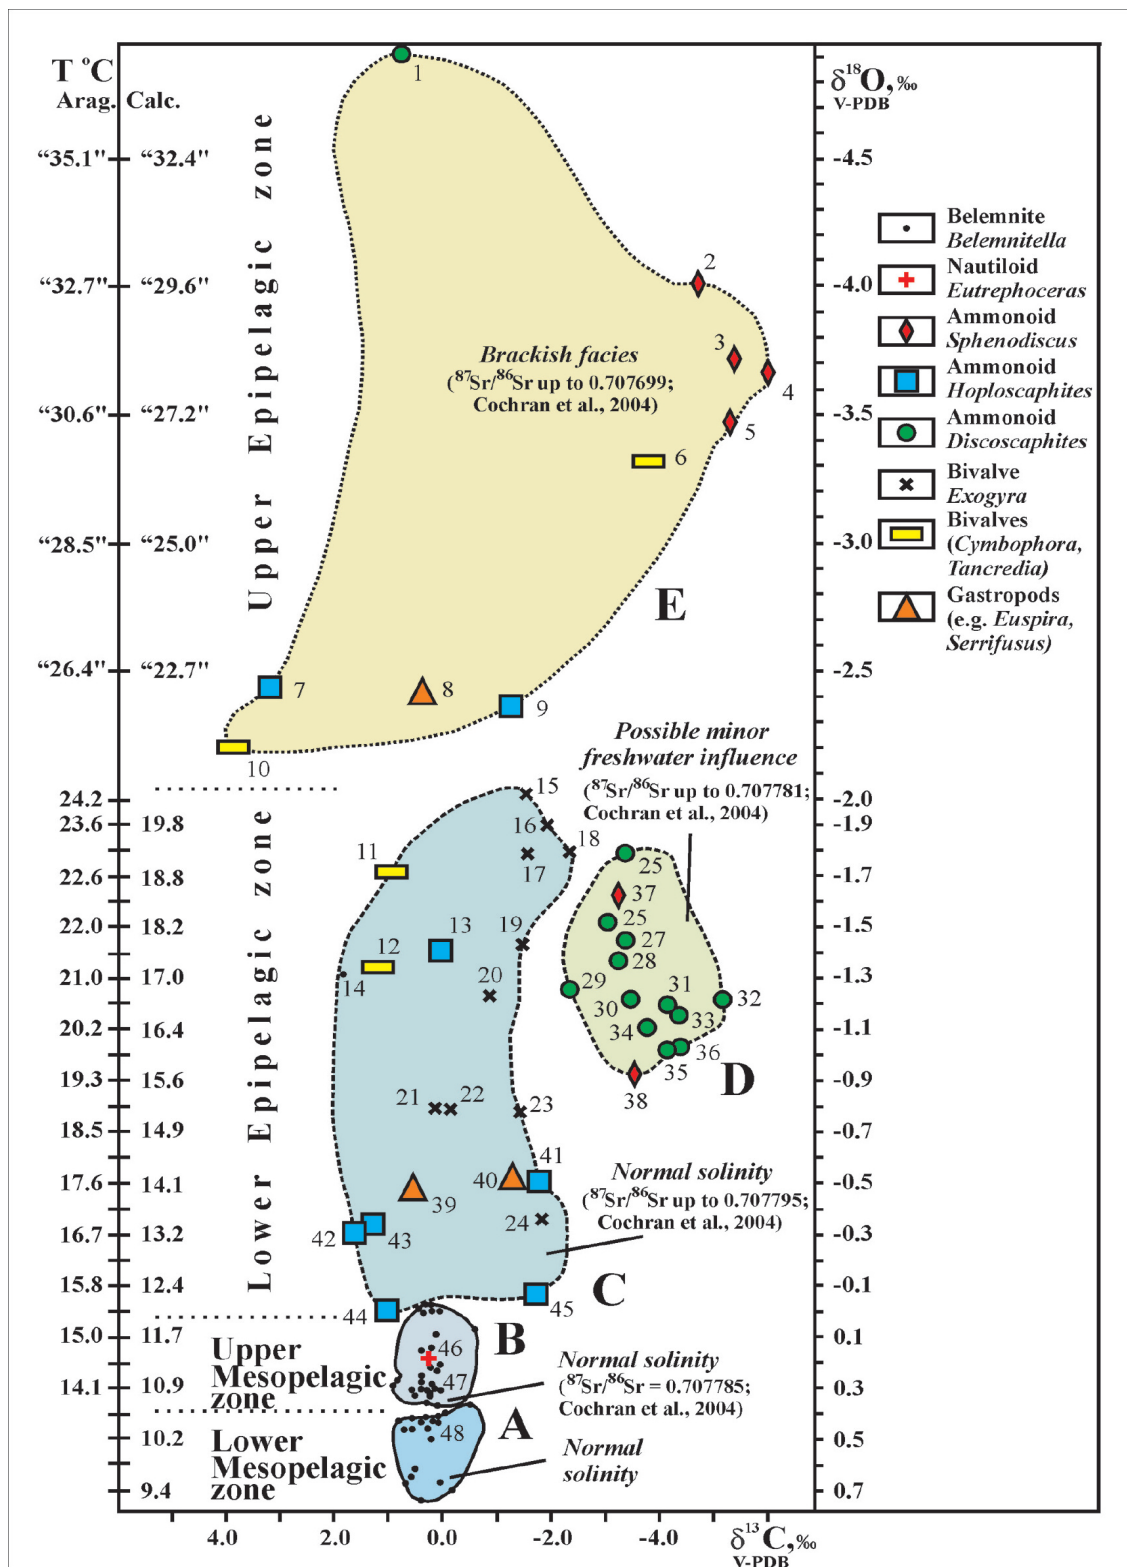 T °C
Arag. Calc.
δ18O,‰
V-PDB
1
"35.1" "32.4"
-4.5
Upper Epipelagic zone
2
"32.7" "29.6"
-4.0
Belemnite
Belemnitella
Nautiloid
Eutrephoceras
Ammonoid
Sphenodiscus
Ammonoid
Hoploscaphites
Ammonoid
Discoscaphites
Bivalve
Exogyra
Bivalves
(Cymbophora,
Tancredia)
Gastropods
(e.g. Euspira,
Serrifusus)
3
4
Brackish facies
(87Sr/86Sr up to 0.707699;
Cochran et al., 2004)
"30.6" "27.2"
-3.5
5
6
"28.5" "25.0"
-3.0
E
"26.4" "22.7"
-2.5
7
8
9
10
Possible minor
freshwater influence
(87Sr/86Sr up to 0.707781;
Cochran et al., 2004)
24.2
-2.0
23.6 19.8
-1.9
22.6 18.8
-1.7
22.0 18.2
-1.5
21.0 17.0
-1.3
20.2 16.4
-1.1
19.3 15.6
-0.9
18.5 14.9
-0.7
17.6 14.1
-0.5
16.7 13.2
-0.3
15.8 12.4
-0.1
15.0 11.7
0.1
14.1 10.9
0.3
10.2
0.5
9.4
0.7
Lower Epipelagic zone
15
16
17
18
11
25
37
25
13
19
27
12
28
14
20
29
31
30
32
33
34
36
35
D
38
21
22
23
41
40
39
Normal solinity
(87Sr/86Sr up to 0.707795;
Cochran et al., 2004)
24
42
43
C
44
45
B
46
Upper
Mesopelagic
zone
47
Normal solinity
(87Sr/86Sr = 0.707785;
Cochran et al., 2004)
A
48
Lower
Mesopelagic
zone
Normal
solinity
4.0 2.0 0.0 -2.0 -4.0 δ13C,‰
V-PDB